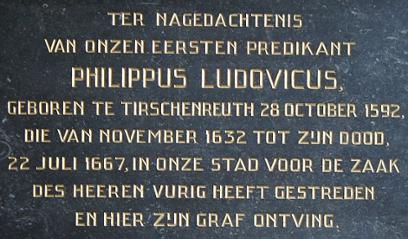 TER NAGEDACHTENIS
VAN ONZEN EERSTEN PREDIKANT
PHILIPPUS LUDOVICUS,
GEBOREN TE TIRSCHENREUTH 28 OCTOBER 1592,
DIE VAN NOVEMBER 1632 TOT ZIJN DOOD,
22 JULI 1667, IN ONZE STAD VOOR DE ZAAK
DES HEEREN VURIG HEEFT GESTREDEN
EN HIER ZIJN GRAF ONTVING.